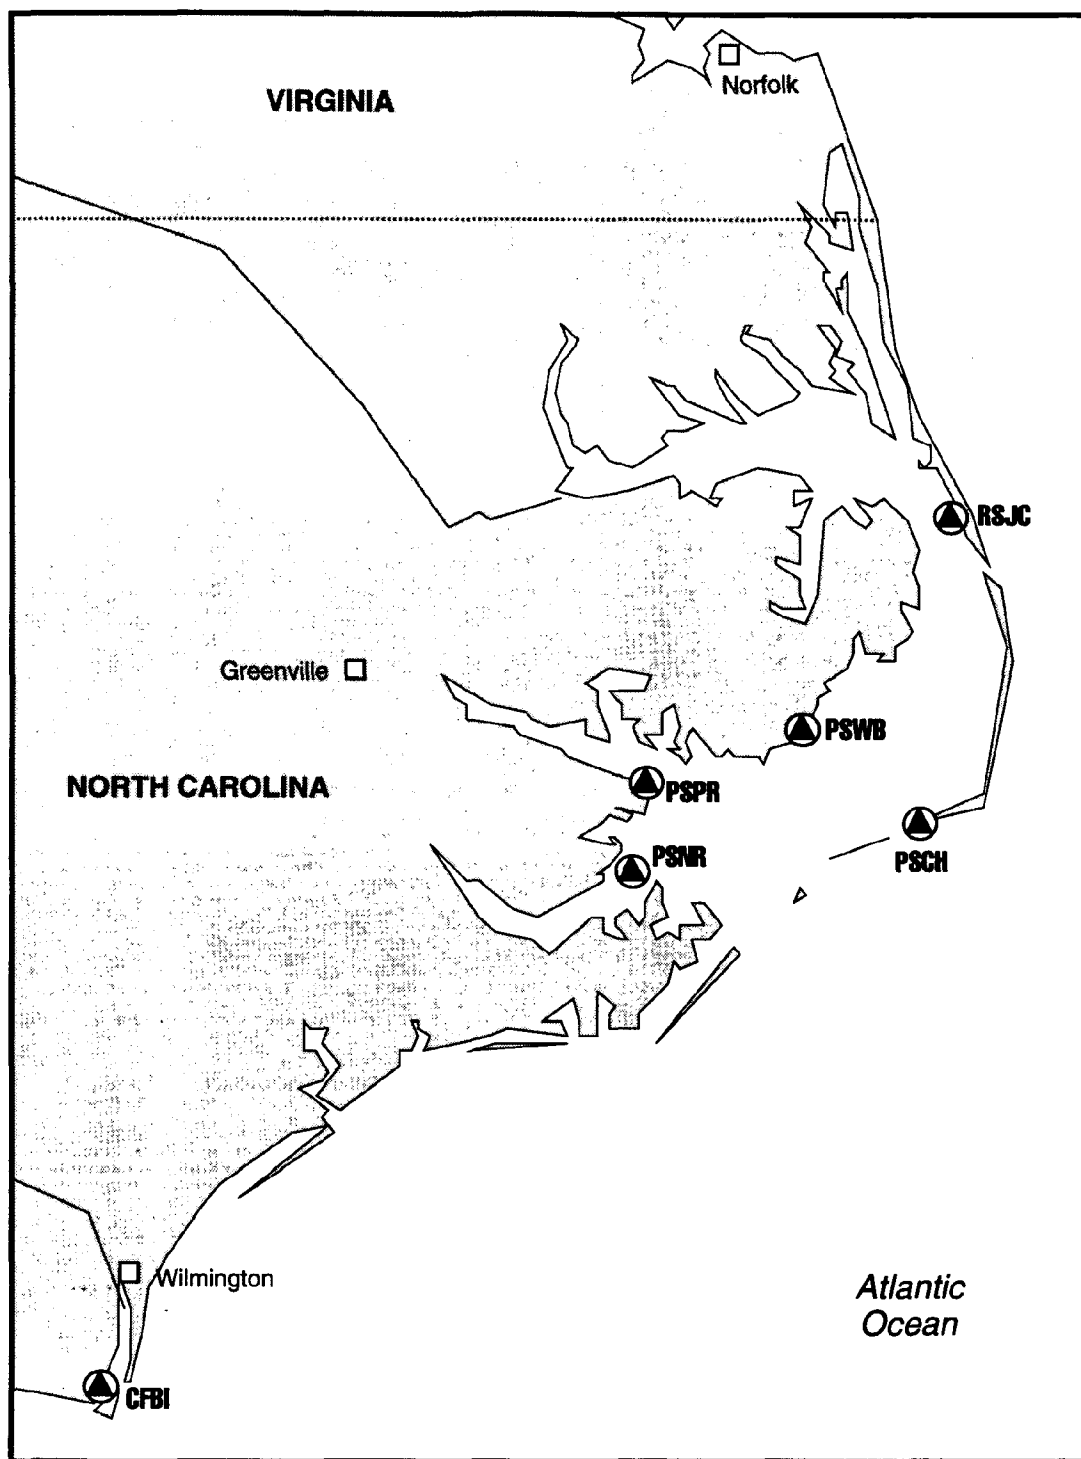 Norfolk
VIRGINIA
RSJC
Greenville
PSWB
NORTH CAROLINA
PSPR
PSNR
PSCH
Wilmington
Atlantic
Ocean
CFBI